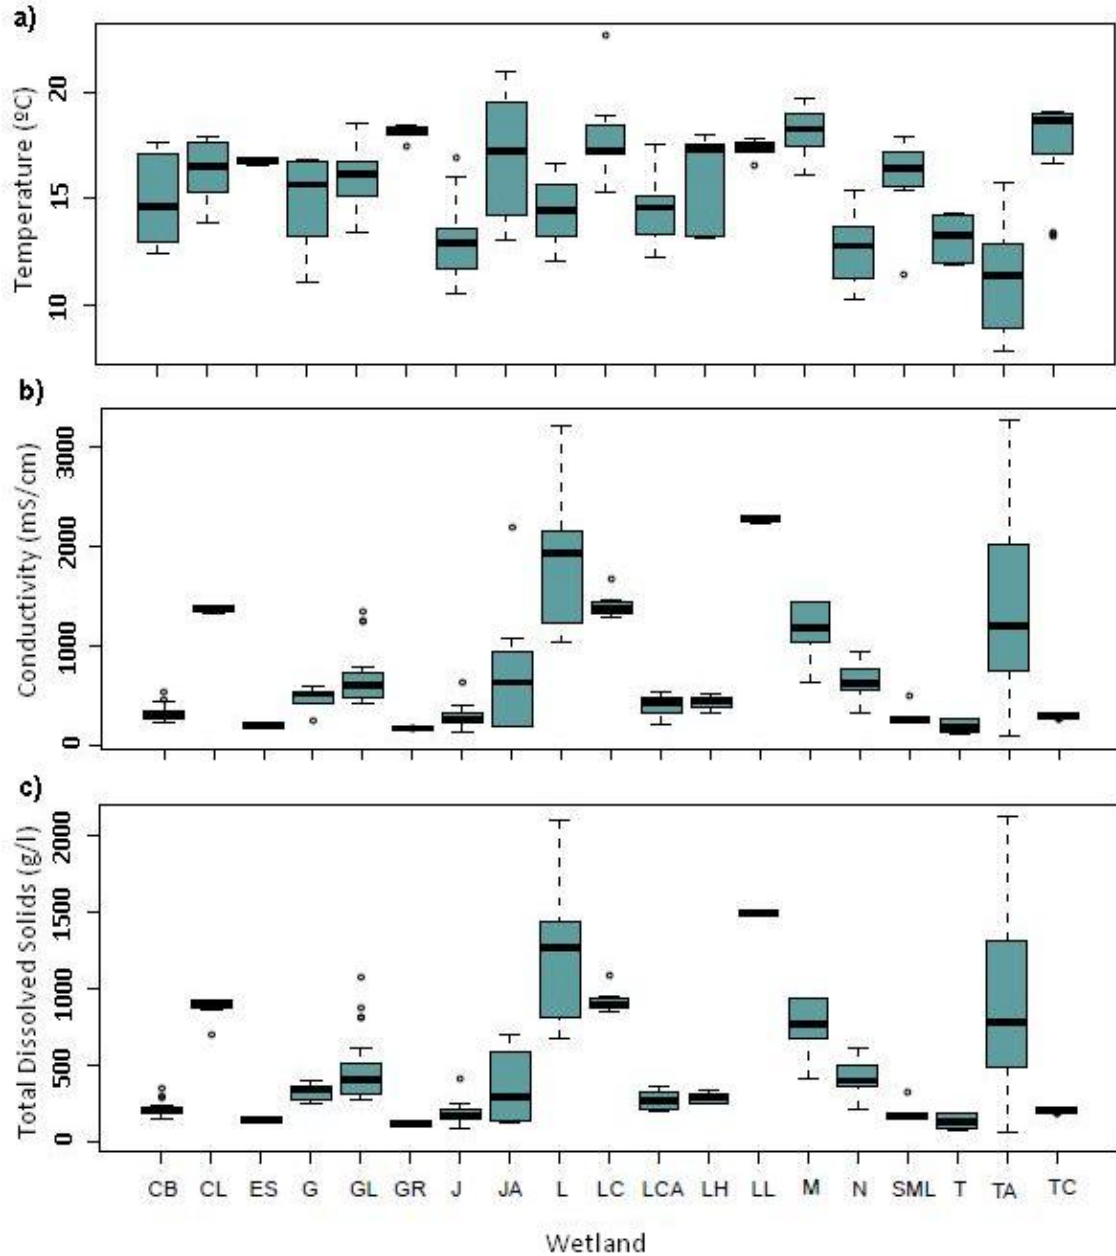 a)
Temperature (ºC)
20
15
10
b)
Conductivity (mS/cm)
3000
2000
1000
0
c)
Total Dissolved Solids (g/l)
2000
1500
1000
500
0
CB CL ES G GL GR J JA L LC LCA LH LL M N SML T TA TC
Wetland